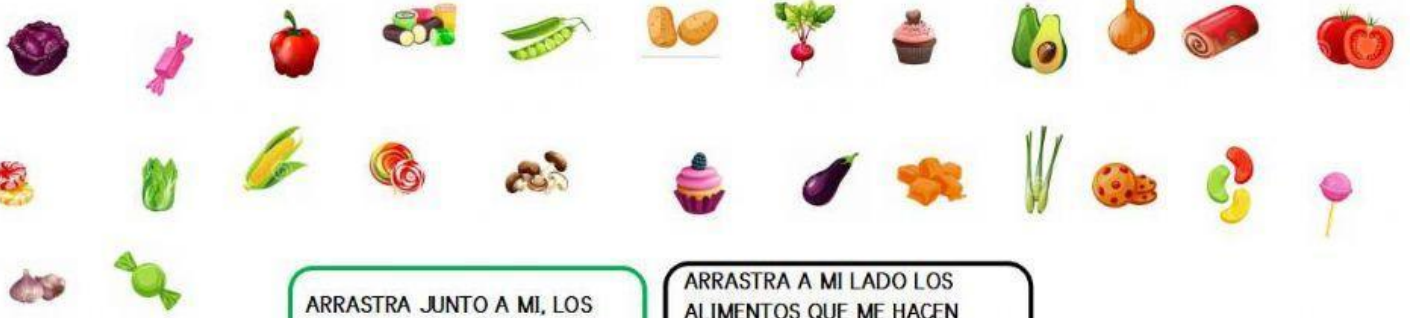 ARRASTRA JUNTO A MI, LOS
ARRASTRA A MI LADO LOS
ALIMENTOS QUE ME HACEN